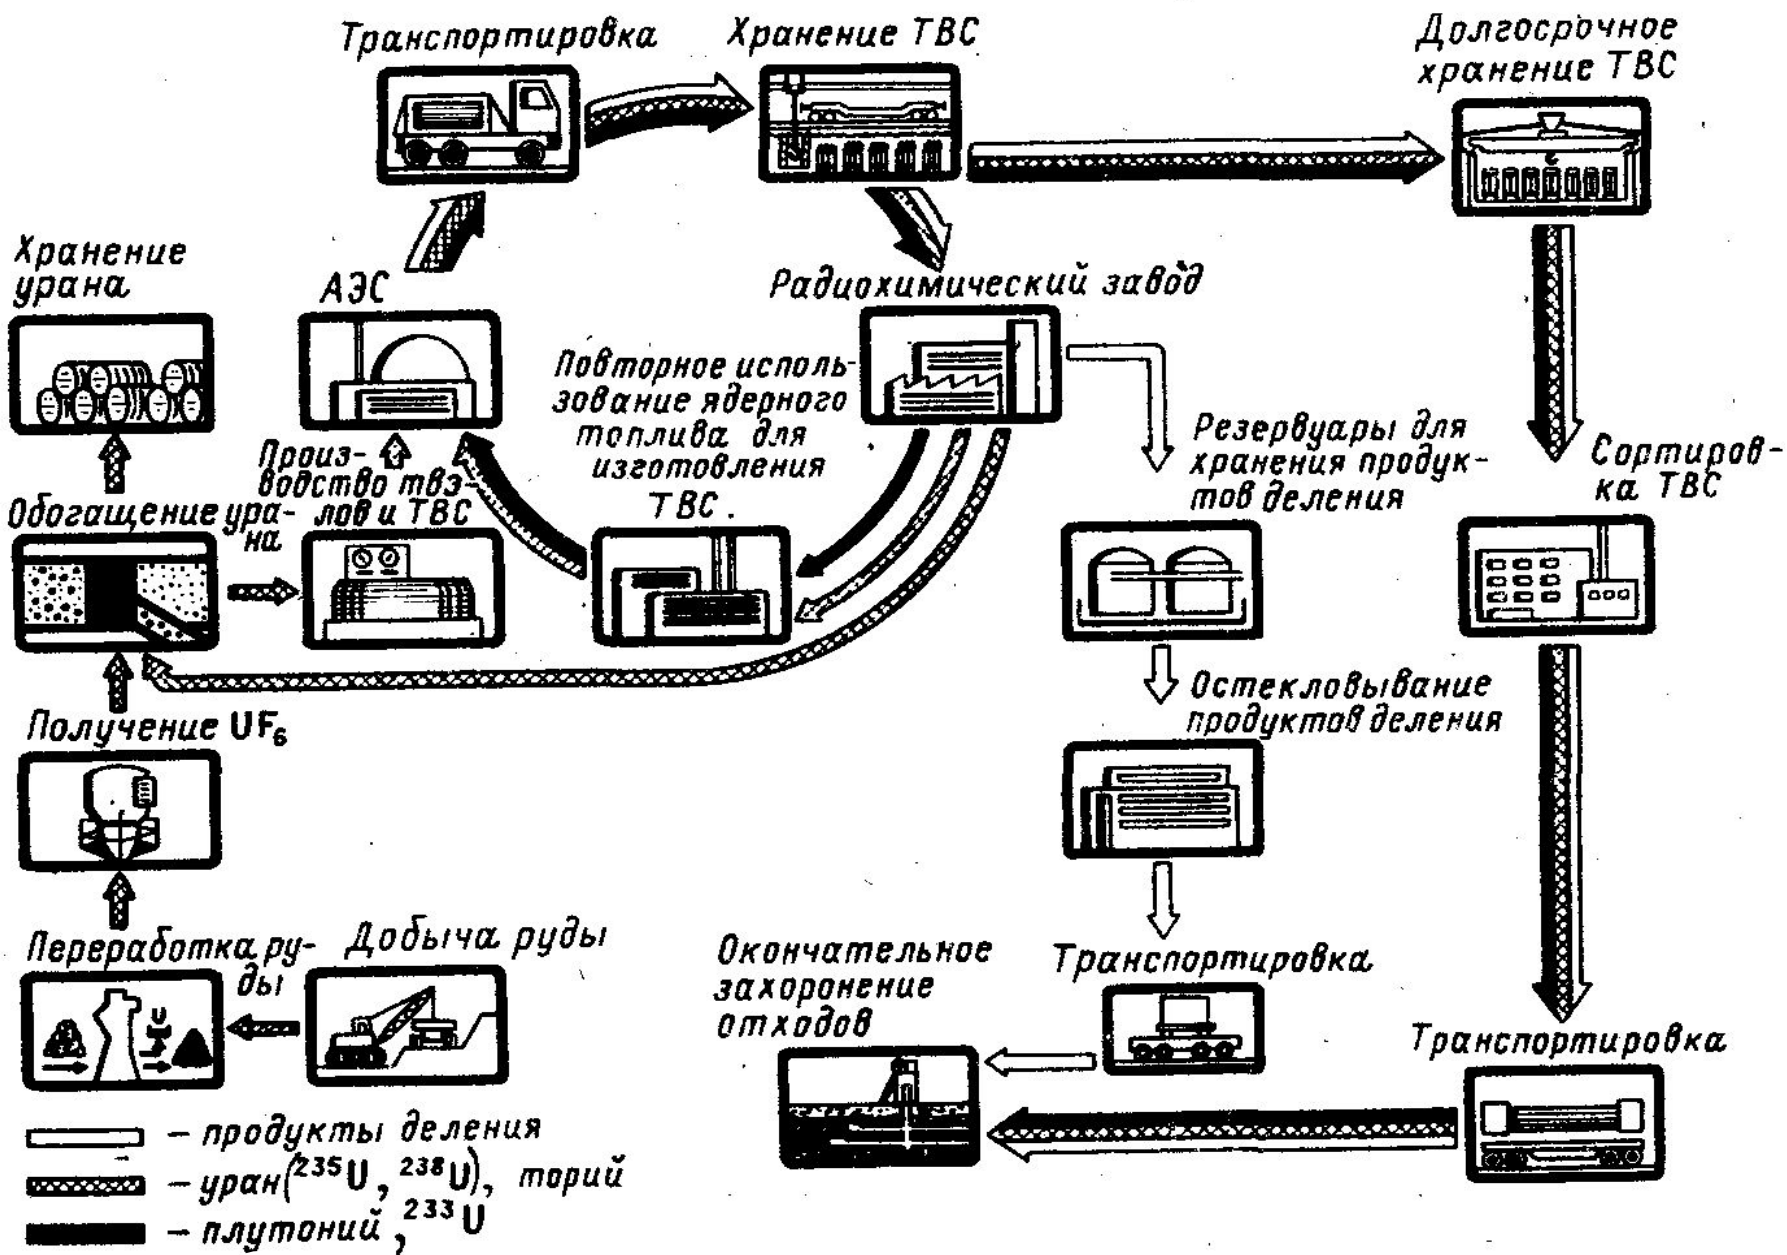 Транспортировка
Хранение ТВС
Долгосрочное
хранение ТВС
Хранение
урана
АЭС
Радиохимический завод
Повторное исполь-
зование ядерного
топлива для
изготовления
ТВС.
Резервуары для
хранения продук-
тов деления
Сортиров-
ка ТВС
Произ-
водство твэ-
лов и ТВС
Обогащение ура-
на
Остекловывание
продуктов деления
Получение UF₆
Переработка ру-
ды
Добыча руды
U
Окончательное
захоронение
отходов
Транспортировка
Транспортировка
– продукты деления
– уран(²³⁵U, ²³⁸U), торий
– плутоний, ²³³U